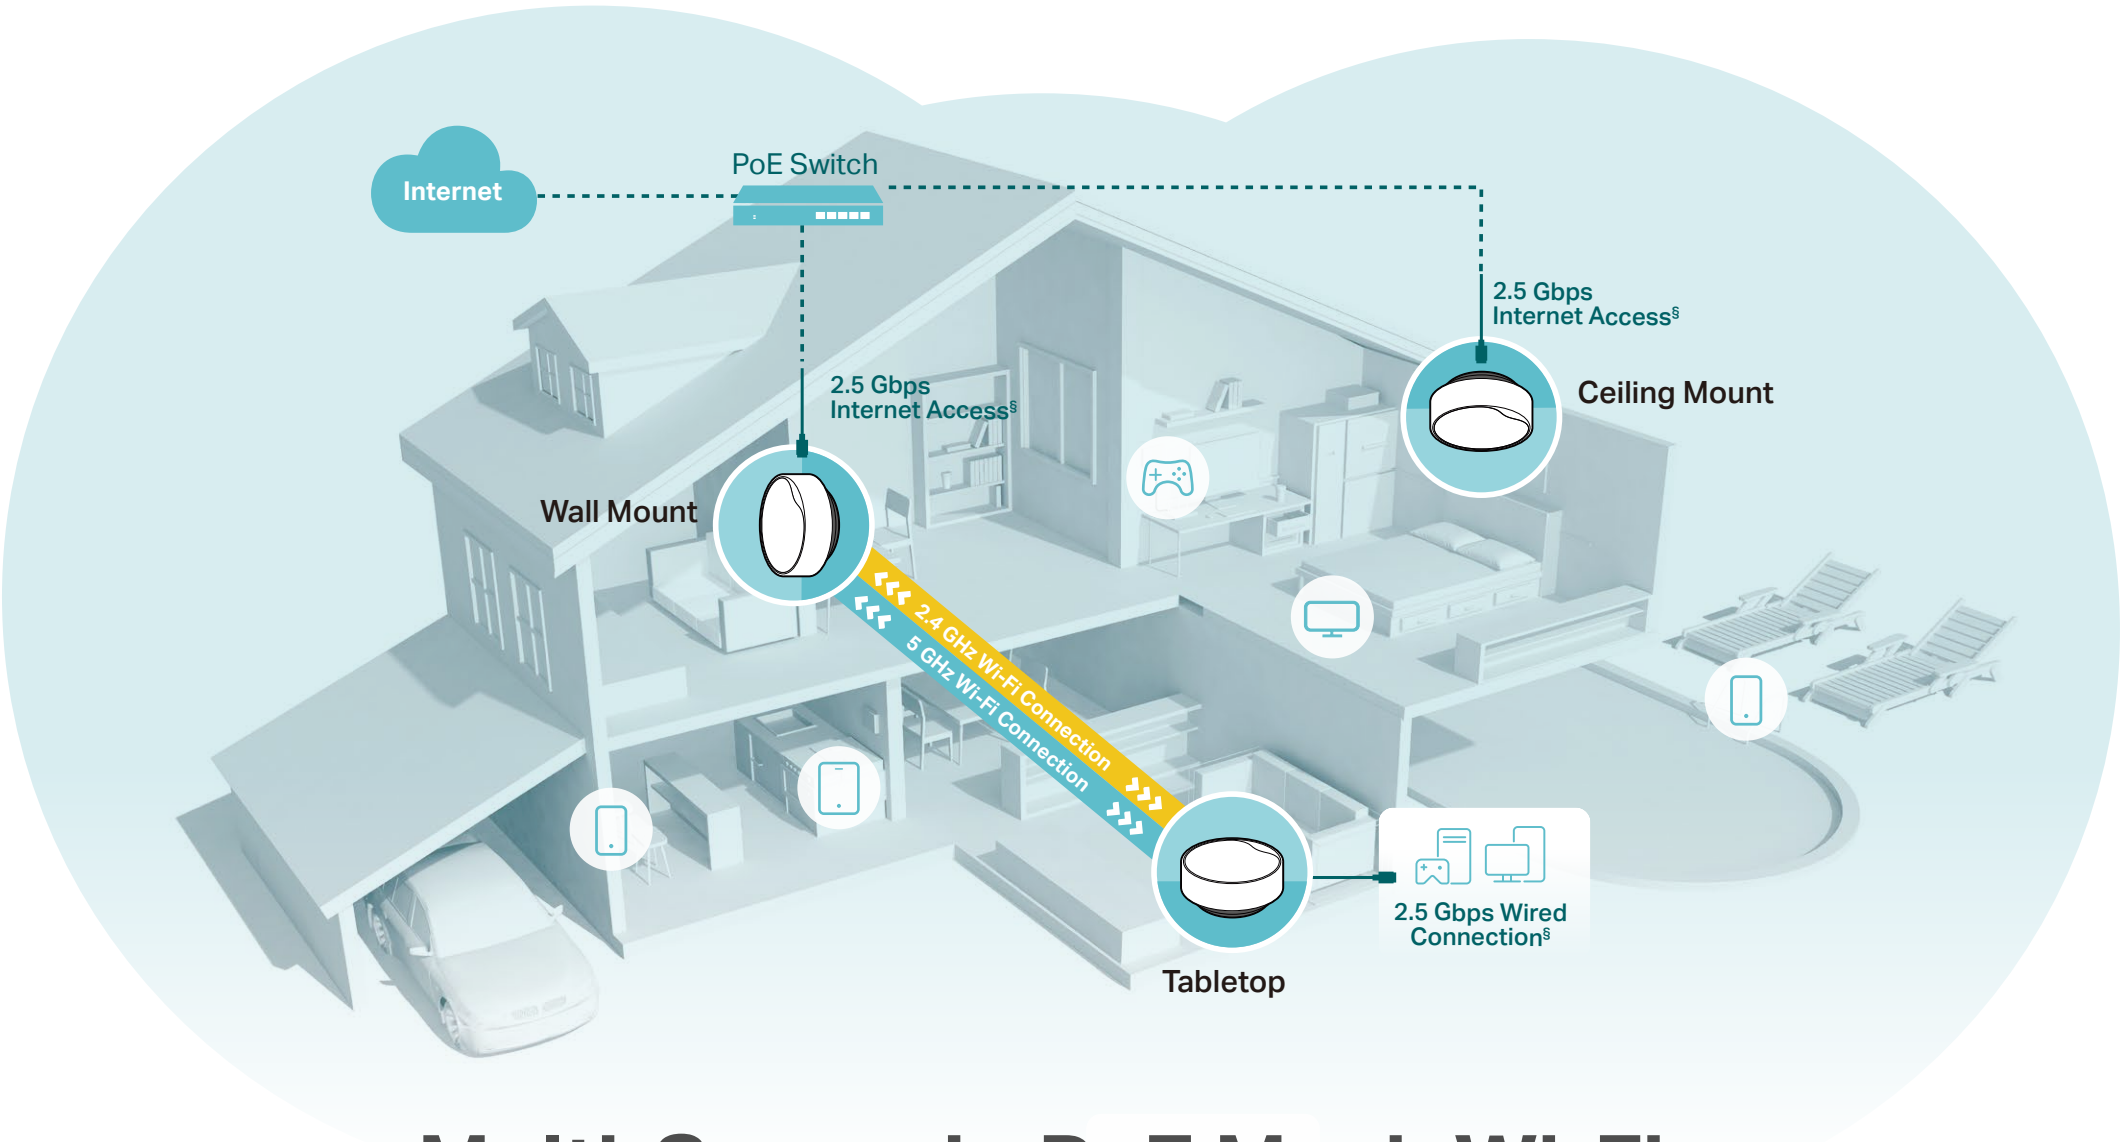 Internet
PoE Switch
2.5 Gbps
Internet Access§
Ceiling Mount
2.5 Gbps
Internet Access§
Wall Mount
2.4 GHz Wi-Fi Connection
5 GHz Wi-Fi Connection
2.5 Gbps Wired
Connection§
Tabletop